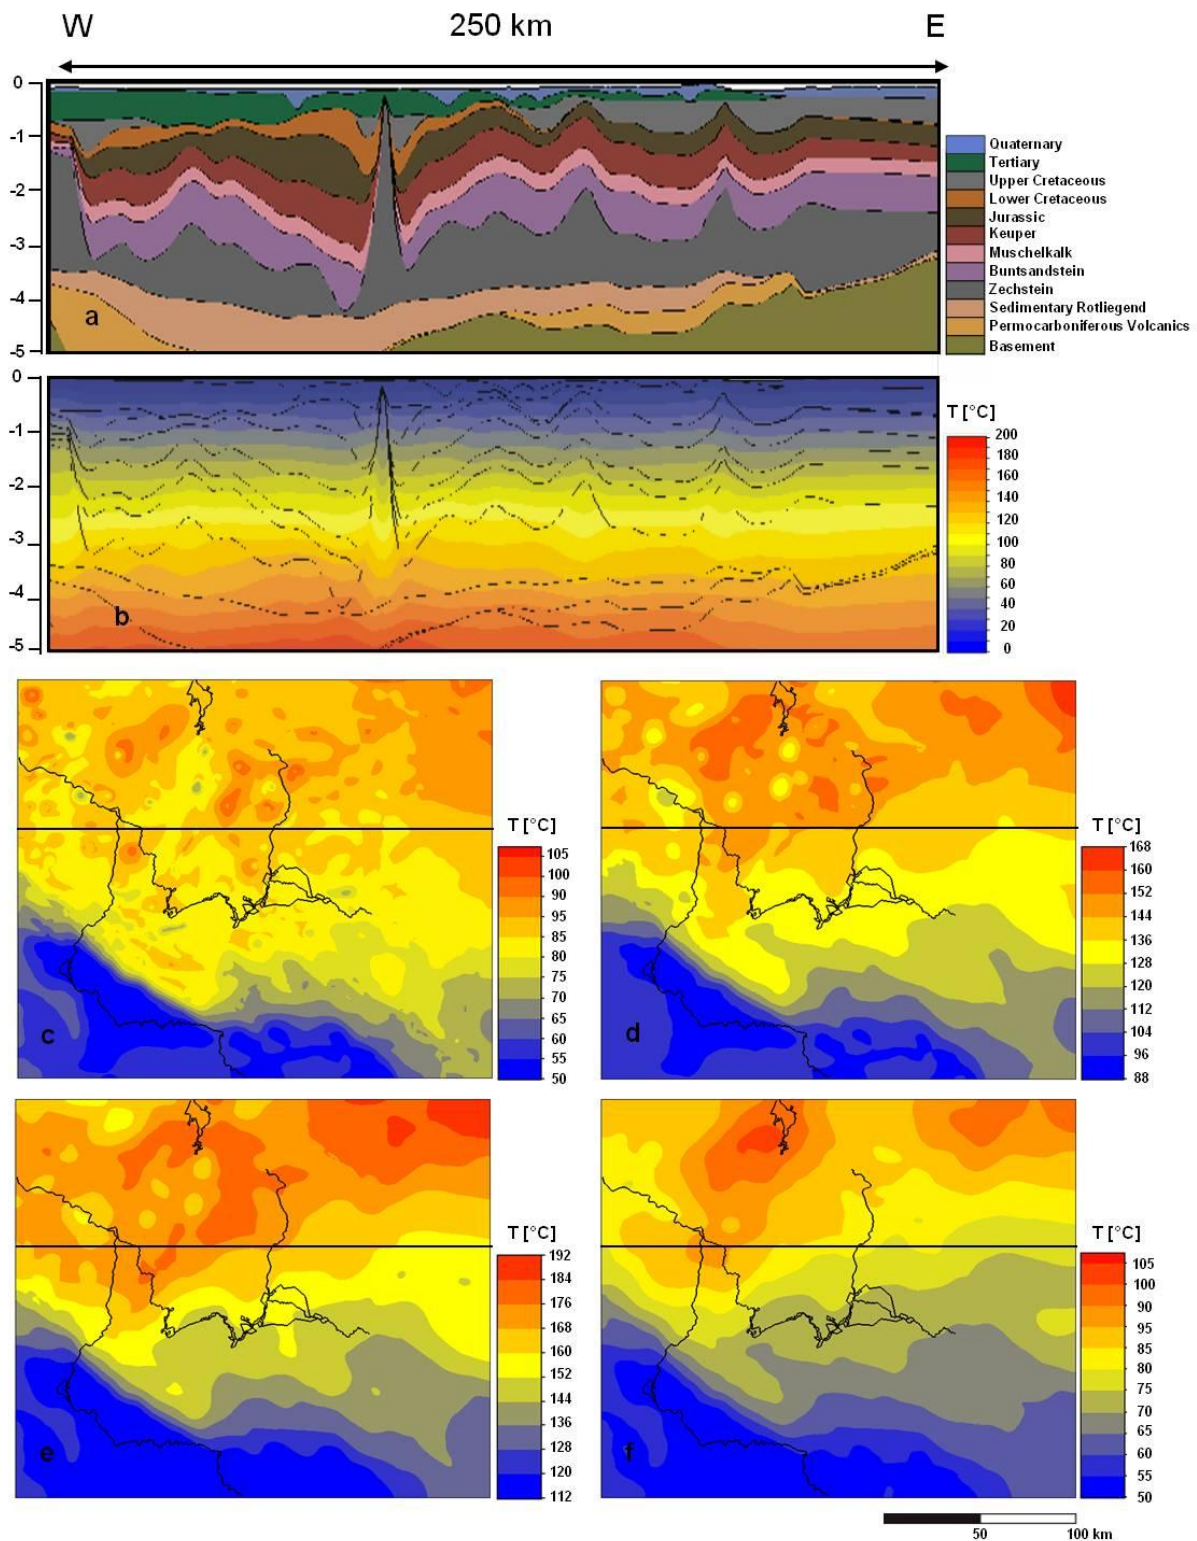 W 250 km E
0
-1
-2
-3
-4
-5
a
Quaternary
Tertiary
Upper Cretaceous
Lower Cretaceous
Jurassic
Keuper
Muschelkalk
Buntsandstein
Zechstein
Sedimentary Rotliegend
Permocarboniferous Volcanics
Basement
0
-1
-2
-3
-4
-5
b
T [°C]
200
180
160
140
120
100
80
60
40
20
0
c
T [°C]
105
100
90
95
85
80
75
70
65
60
55
50
d
T [°C]
168
160
152
144
136
128
120
112
104
96
88
e
T [°C]
192
184
176
168
160
152
144
136
128
120
112
f
T [°C]
105
100
90
95
85
80
75
70
65
60
55
50
50 100 km